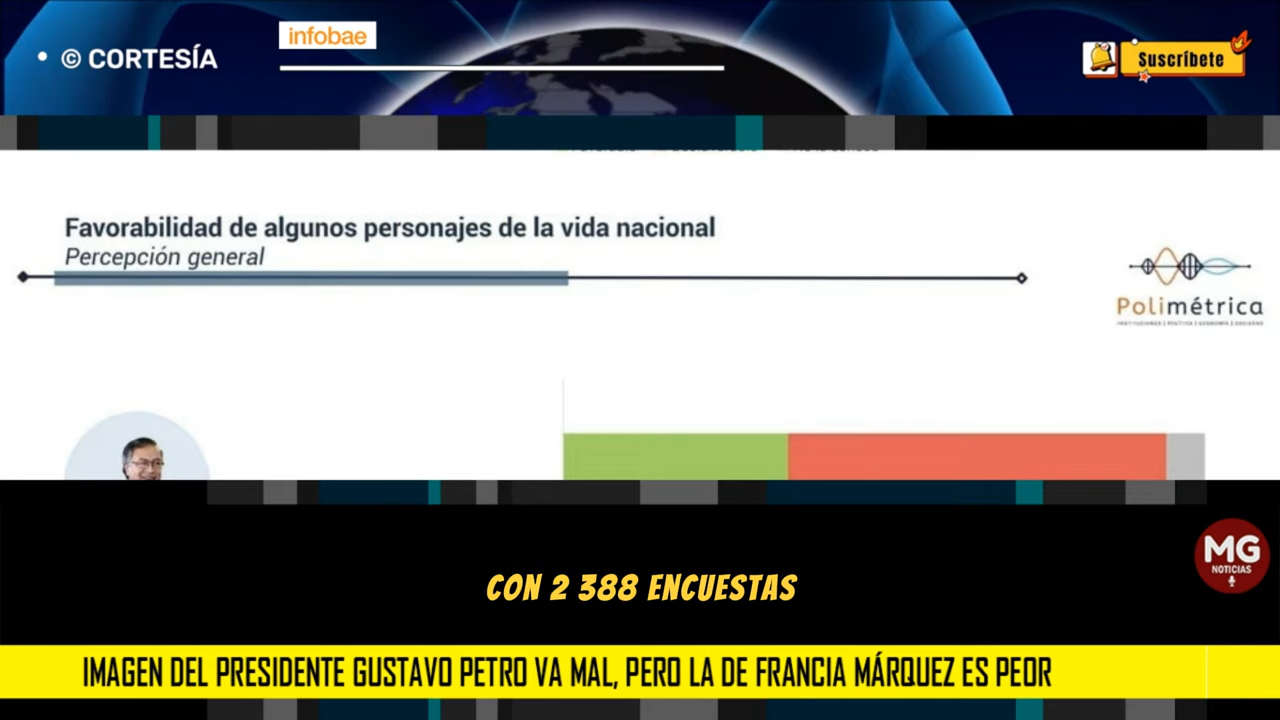 © CORTESÍA
infobae
Suscríbete
Favorabilidad de algunos personajes de la vida nacional
Percepción general
Polimétrica
CON 2 388 ENCUESTAS
MG
NOTICIAS
IMAGEN DEL PRESIDENTE GUSTAVO PETRO VA MAL, PERO LA DE FRANCIA MÁRQUEZ ES PEOR